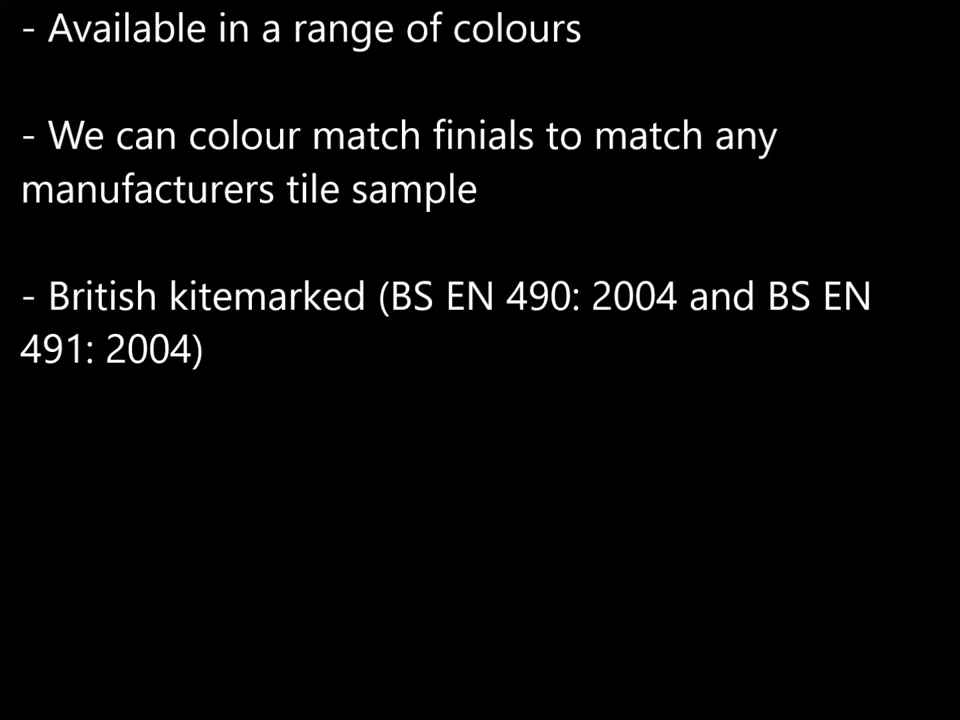 - Available in a range of colours
- We can colour match finials to match any
manufacturers tile sample
- British kitemarked (BS EN 490: 2004 and BS EN
491: 2004)